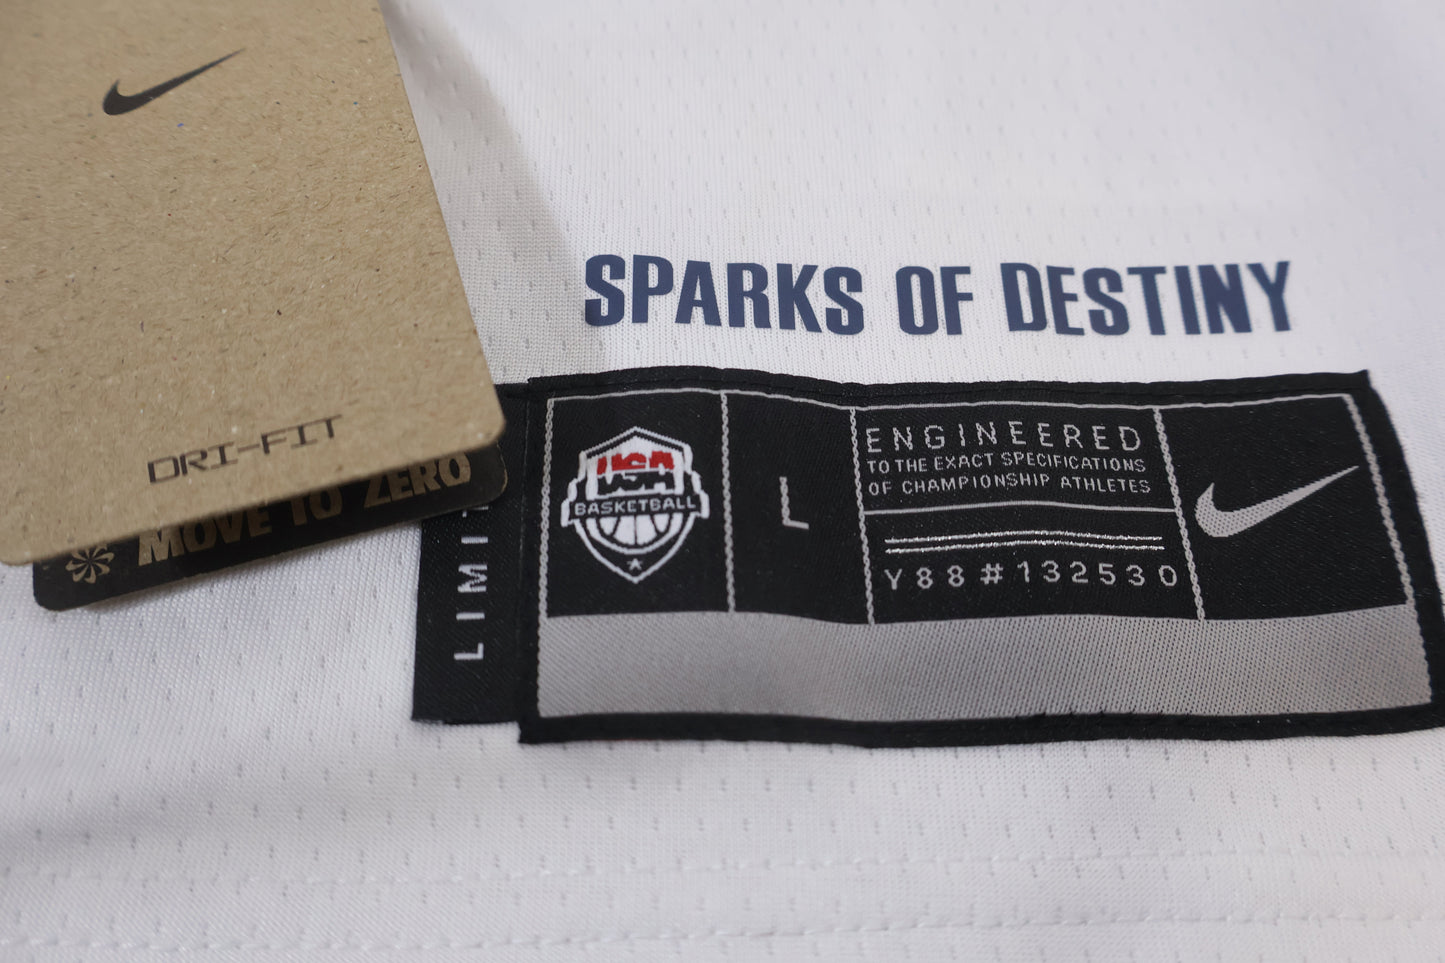 DRI-FIT
MOVE TO ZERO
SPARKS OF DESTINY
USA
BASKETBALL
L
ENGINEERED
TO THE EXACT SPECIFICATIONS
OF CHAMPIONSHIP ATHLETES
Y88#132530